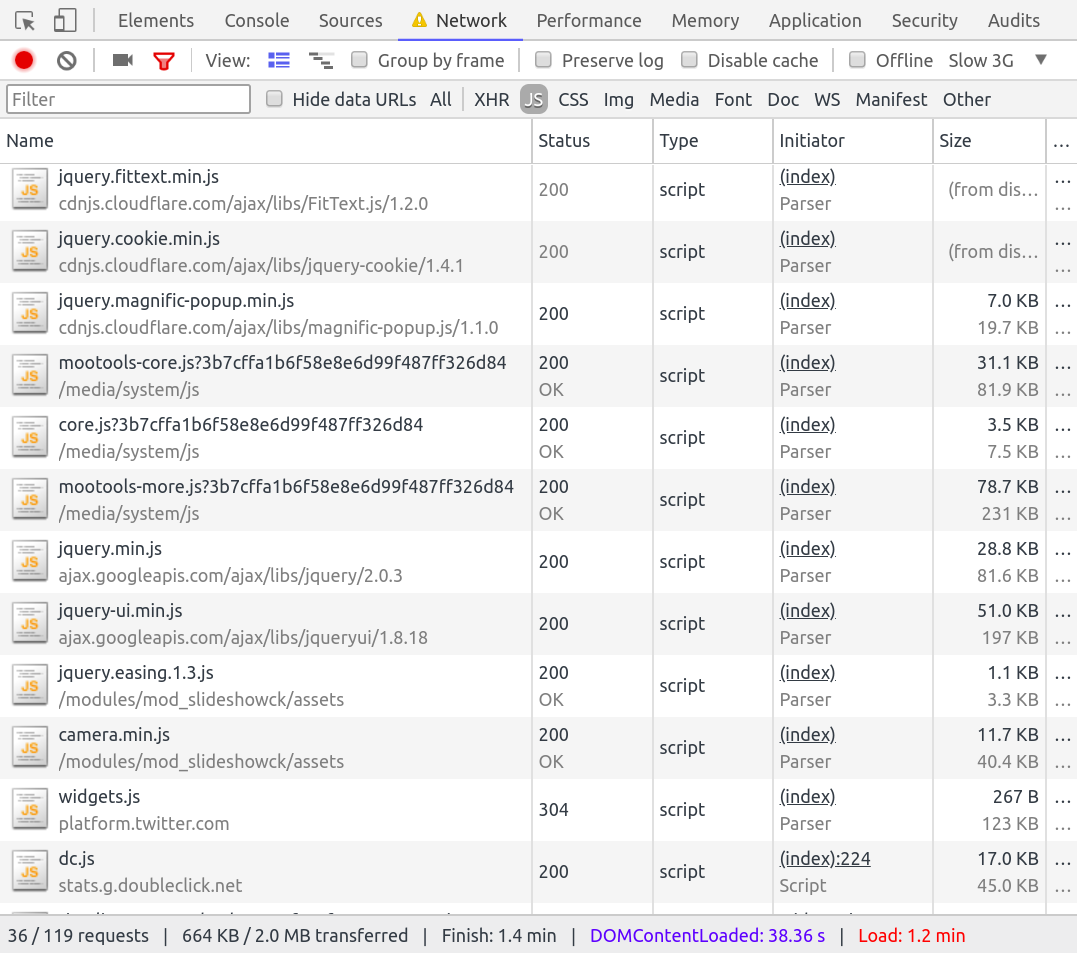 Elements Console Sources Network Performance Memory Application Security Audits
View: Group by frame Preserve log Disable cache Offline Slow 3G ▼
Filter Hide data URLs All XHR JS CSS Img Media Font Doc WS Manifest Other
Name Status Type Initiator Size ...
JS jquery.fittext.min.js 200 script (index) (from dis... ...
cdnjs.cloudflare.com/ajax/libs/FitText.js/1.2.0 Parser ...
JS jquery.cookie.min.js 200 script (index) (from dis... ...
cdnjs.cloudflare.com/ajax/libs/jquery-cookie/1.4.1 Parser ...
JS jquery.magnific-popup.min.js 200 script (index) 7.0 KB ...
cdnjs.cloudflare.com/ajax/libs/magnific-popup.js/1.1.0 Parser 19.7 KB ...
JS mootools-core.js?3b7cffa1b6f58e8e6d99f487ff326d84 200 script (index) 31.1 KB ...
/media/system/js OK Parser 81.9 KB ...
JS core.js?3b7cffa1b6f58e8e6d99f487ff326d84 200 script (index) 3.5 KB ...
/media/system/js OK Parser 7.5 KB ...
JS mootools-more.js?3b7cffa1b6f58e8e6d99f487ff326d84 200 script (index) 78.7 KB ...
/media/system/js OK Parser 231 KB ...
JS jquery.min.js 200 script (index) 28.8 KB ...
ajax.googleapis.com/ajax/libs/jquery/2.0.3 Parser 81.6 KB ...
JS jquery-ui.min.js 200 script (index) 51.0 KB ...
ajax.googleapis.com/ajax/libs/jqueryui/1.8.18 Parser 197 KB ...
JS jquery.easing.1.3.js 200 script (index) 1.1 KB ...
/modules/mod_slideshowck/assets OK Parser 3.3 KB ...
JS camera.min.js 200 script (index) 11.7 KB ...
/modules/mod_slideshowck/assets OK Parser 40.4 KB ...
JS widgets.js 304 script (index) 267 B ...
platform.twitter.com Parser 123 KB ...
JS dc.js 200 script (index):224 17.0 KB ...
stats.g.doubleclick.net Script 45.0 KB ...
36 / 119 requests | 664 KB / 2.0 MB transferred | Finish: 1.4 min | DOMContentLoaded: 38.36 s | Load: 1.2 min